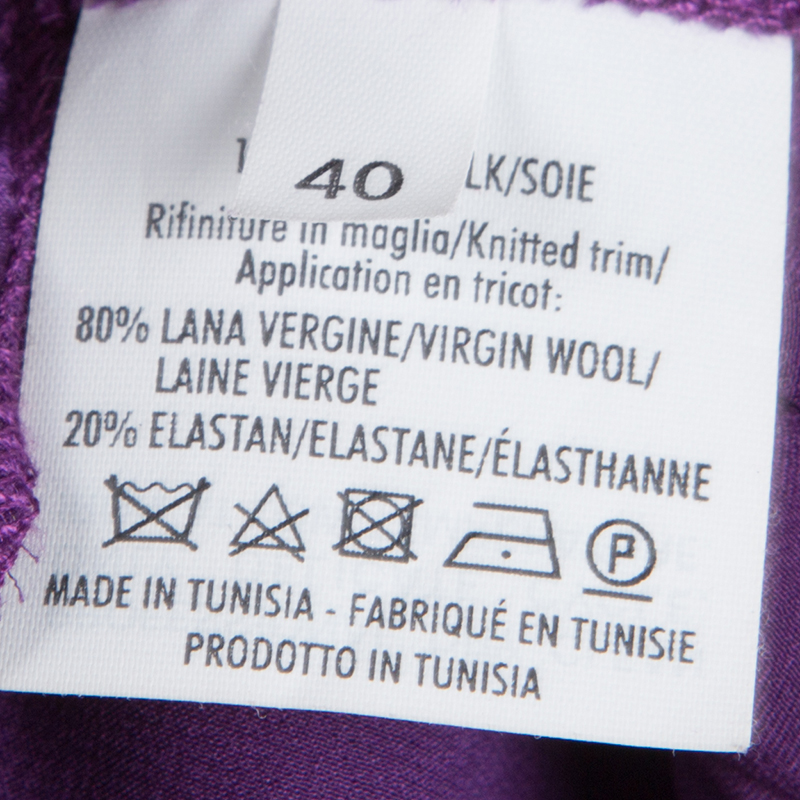 40
LK/SOIE
Rifiniture in maglia/Knitted trim/
Application en tricot:
80% LANA VERGINE/VIRGIN WOOL/
LAINE VIERGE
20% ELASTAN/ELASTANE/ÉLASTHANNE
P
MADE IN TUNISIA - FABRIQUÉ EN TUNISIE
PRODOTTO IN TUNISIA